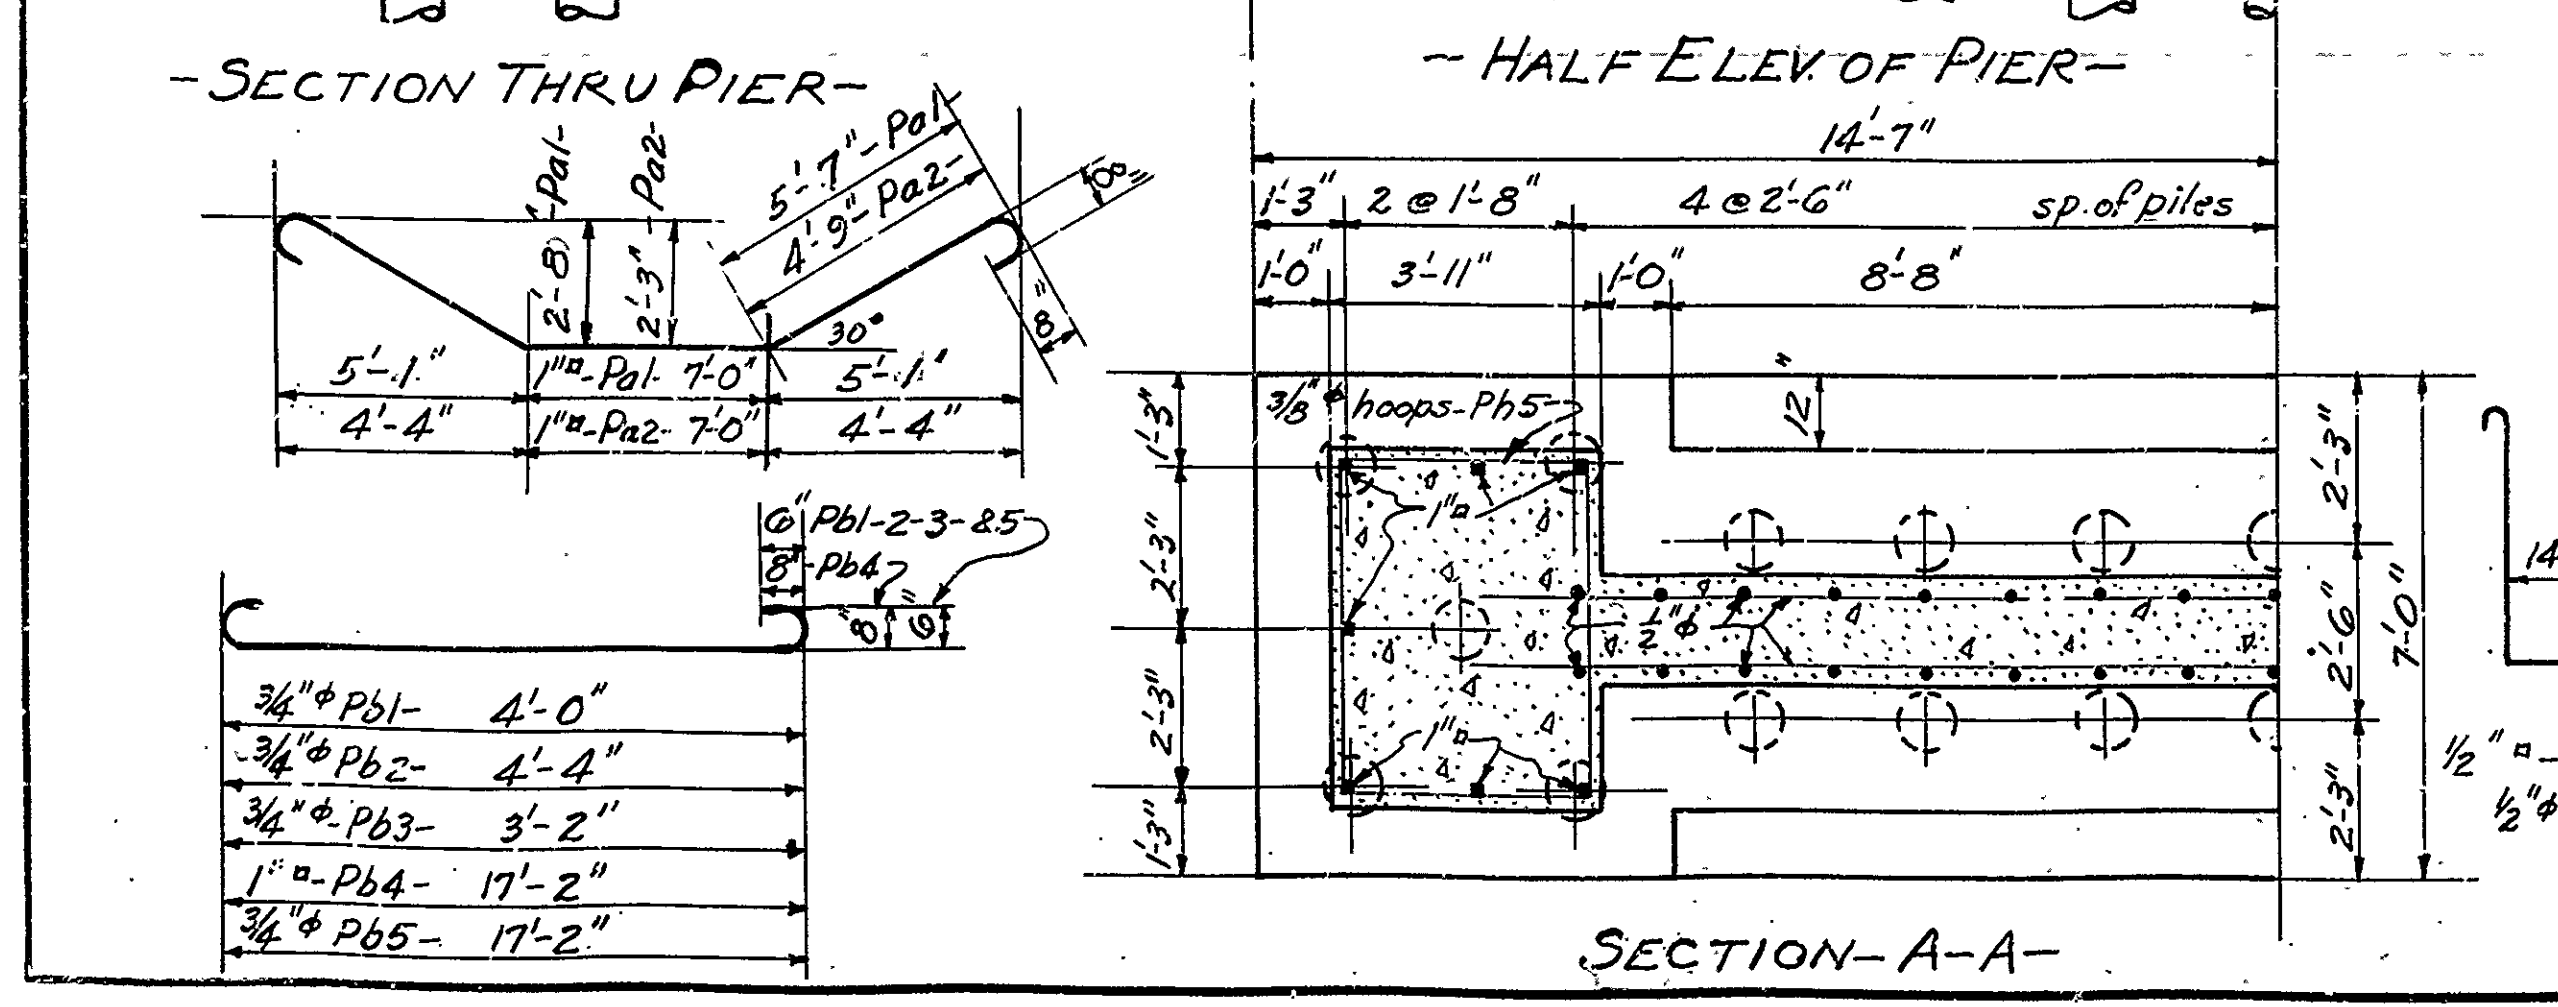 -SECTION THRU PIER-
-HALF ELEV. OF PIER-
2'-8"-Pa1-
2'-3"-Pa2-
5'-7"-Pa1-
4'-9"-Pa2-
8"
30°
5'-1"
1"□-Pa1- 7'-0"
5'-1"
4'-4"
1"□-Pa2- 7'-0"
4'-4"
6" Pb1-2-3-&5
8"-Pb4
8"
6"
3/4"ϕ Pb1- 4'-0"
3/4"ϕ Pb2- 4'-4"
3/4"ϕ-Pb3- 3'-2"
1"□-Pb4- 17'-2"
3/4"ϕ Pb5- 17'-2"
14'-7"
1'-3"
2 @ 1'-8"
4 @ 2'-6"
sp. of piles
1'-0"
3'-11"
1'-0"
8'-8"
3/8"ϕ hoops-Ph5-
12"
1'-3"
2'-3"
2'-3"
1'-3"
1"□
1/2"ϕ
1"□
2'-3"
2'-6"
2'-3"
7'-0"
14
1/2"□-
1/2"ϕ
SECTION-A-A-